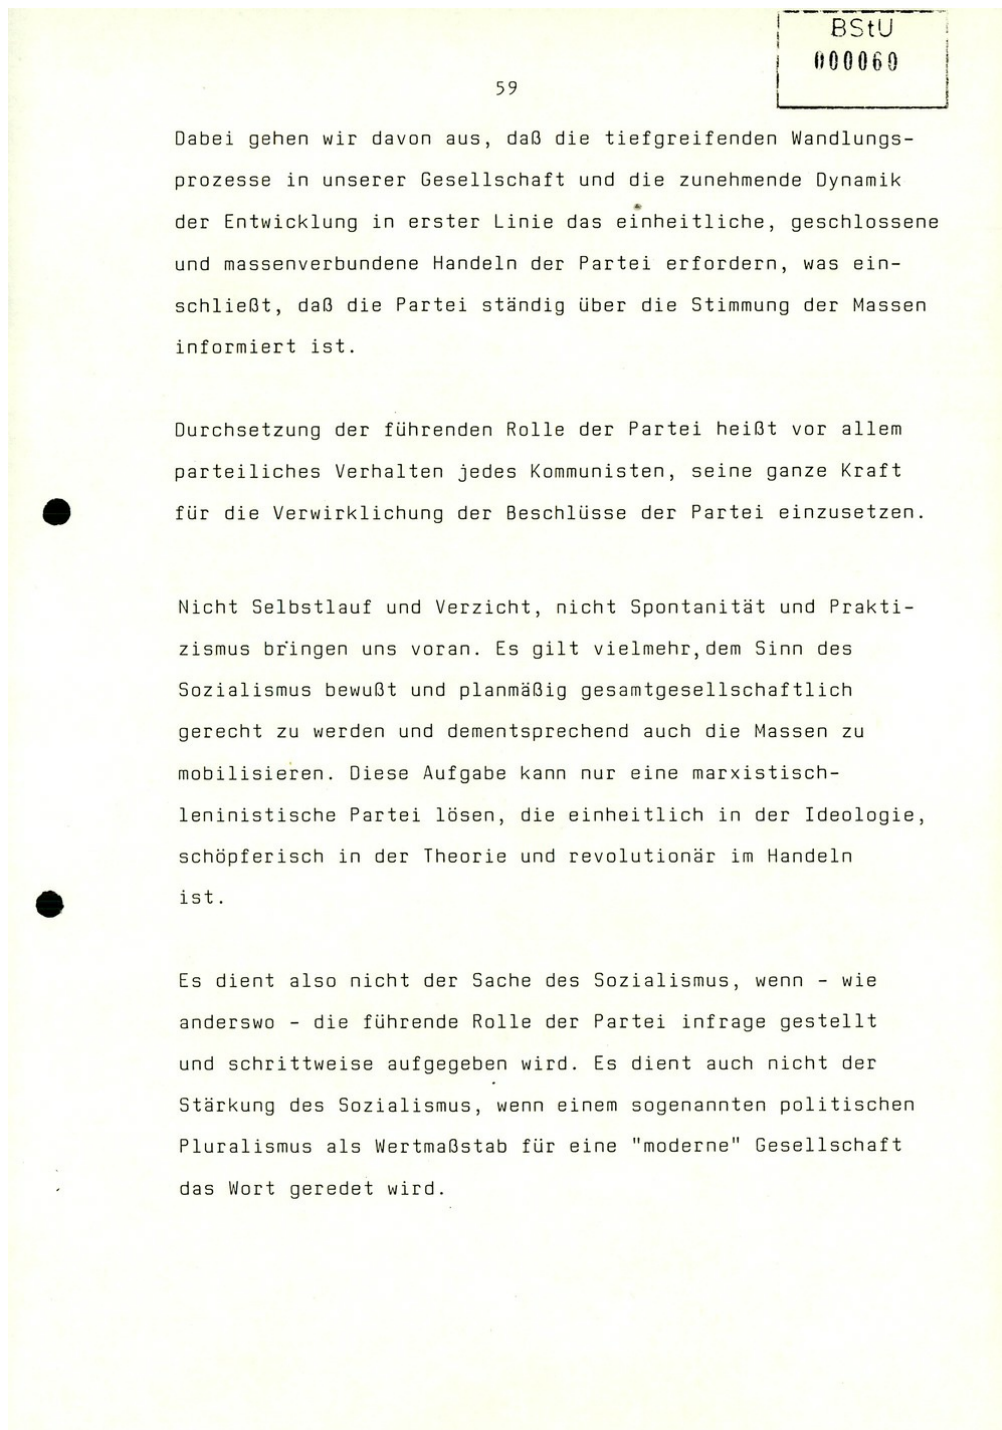 BStU
000060
59
Dabei gehen wir davon aus, daß die tiefgreifenden Wandlungs-
prozesse in unserer Gesellschaft und die zunehmende Dynamik
der Entwicklung in erster Linie das einheitliche, geschlossene
und massenverbundene Handeln der Partei erfordern, was ein-
schließt, daß die Partei ständig über die Stimmung der Massen
informiert ist.
Durchsetzung der führenden Rolle der Partei heißt vor allem
parteiliches Verhalten jedes Kommunisten, seine ganze Kraft
für die Verwirklichung der Beschlüsse der Partei einzusetzen.
Nicht Selbstlauf und Verzicht, nicht Spontanität und Prakti-
zismus bringen uns voran. Es gilt vielmehr, dem Sinn des
Sozialismus bewußt und planmäßig gesamtgesellschaftlich
gerecht zu werden und dementsprechend auch die Massen zu
mobilisieren. Diese Aufgabe kann nur eine marxistisch-
leninistische Partei lösen, die einheitlich in der Ideologie,
schöpferisch in der Theorie und revolutionär im Handeln
ist.
Es dient also nicht der Sache des Sozialismus, wenn - wie
anderswo - die führende Rolle der Partei infrage gestellt
und schrittweise aufgegeben wird. Es dient auch nicht der
Stärkung des Sozialismus, wenn einem sogenannten politischen
Pluralismus als Wertmaßstab für eine "moderne" Gesellschaft
das Wort geredet wird.